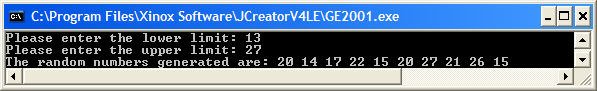 C:\Program Files\Xinox Software\JCreatorV4LE\GE2001.exe
Please enter the lower limit: 13
Please enter the upper limit: 27
The random numbers generated are: 20 14 17 22 15 20 27 21 26 15